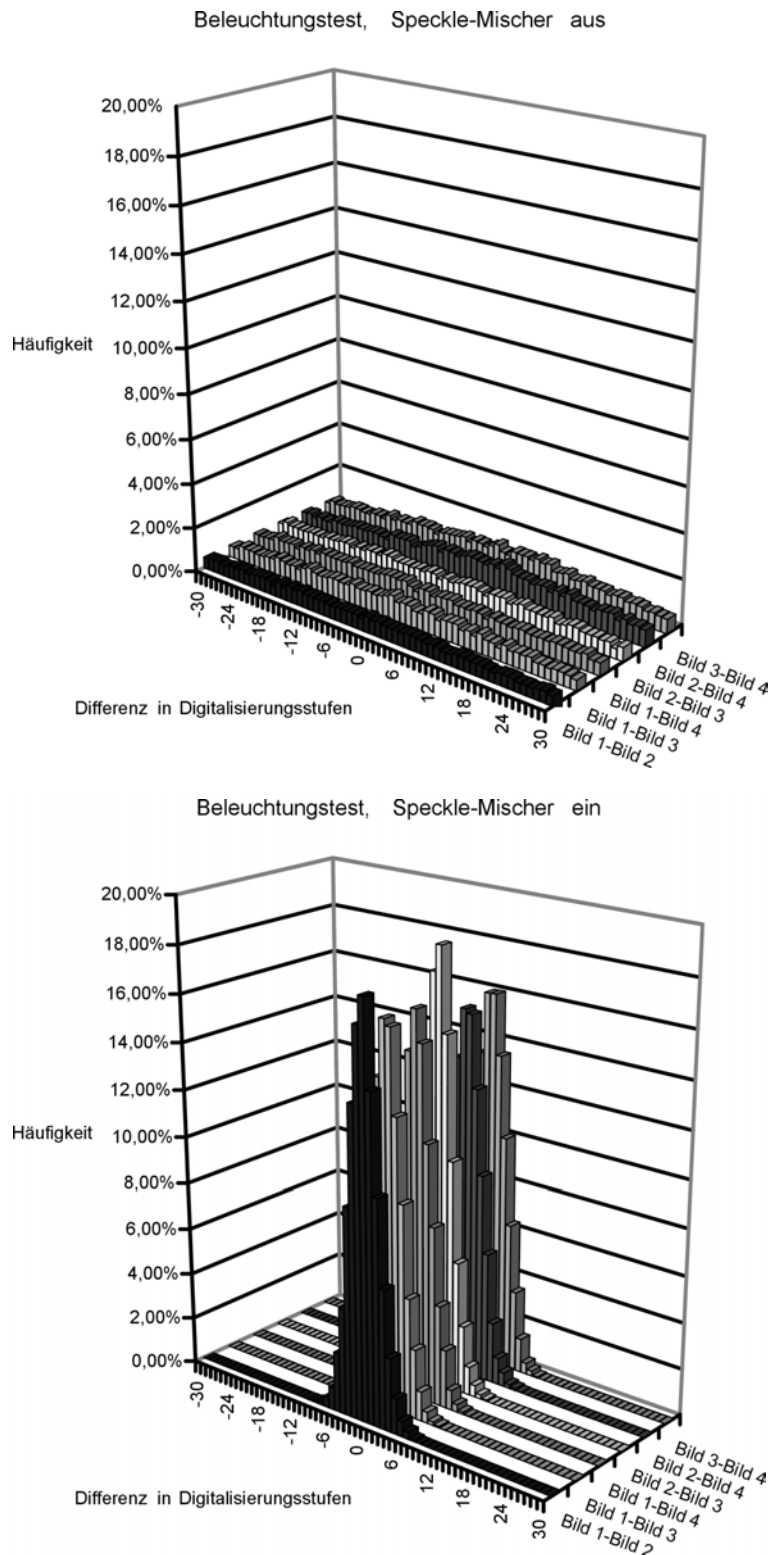 Beleuchtungstest, Speckle-Mischer aus
20,00%
18,00%
16,00%
14,00%
12,00%
Häufigkeit
10,00%
8,00%
6,00%
4,00%
2,00%
0,00%
-30
-24
-18
-12
-6
0
6
12
18
24
30
Bild 3-Bild 4
Bild 2-Bild 4
Bild 2-Bild 3
Bild 1-Bild 4
Bild 1-Bild 3
Bild 1-Bild 2
Differenz in Digitalisierungsstufen
Beleuchtungstest, Speckle-Mischer ein
20,00%
18,00%
16,00%
14,00%
12,00%
Häufigkeit
10,00%
8,00%
6,00%
4,00%
2,00%
0,00%
-30
-24
-18
-12
-6
0
6
12
18
24
30
Bild 3-Bild 4
Bild 2-Bild 4
Bild 2-Bild 3
Bild 1-Bild 4
Bild 1-Bild 3
Bild 1-Bild 2
Differenz in Digitalisierungsstufen